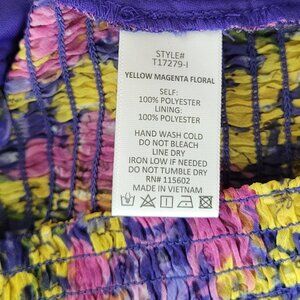 STYLE#
T17279-I
YELLOW MAGENTA FLORAL
SELF:
100% POLYESTER
LINING:
100% POLYESTER
HAND WASH COLD
DO NOT BLEACH
LINE DRY
IRON LOW IF NEEDED
DO NOT TUMBLE DRY
RN# 115602
MADE IN VIETNAM